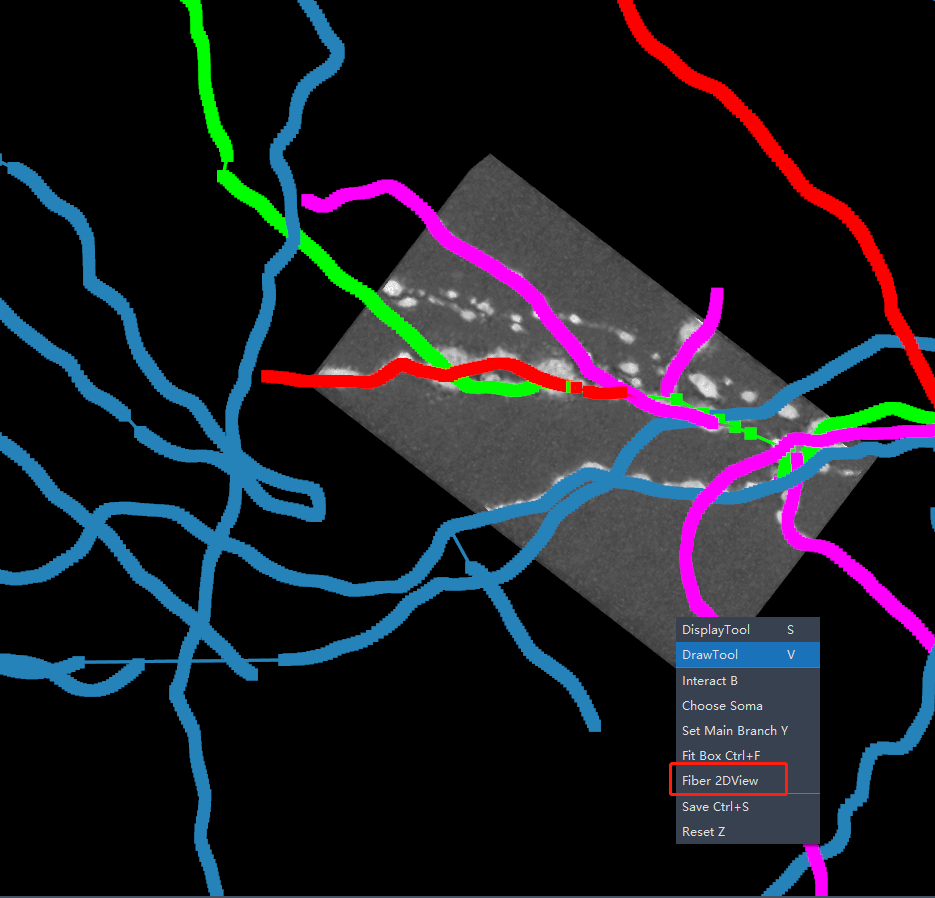 DisplayTool S
DrawTool V
Interact B
Choose Soma
Set Main Branch Y
Fit Box Ctrl+F
Fiber 2DView
Save Ctrl+S
Reset Z